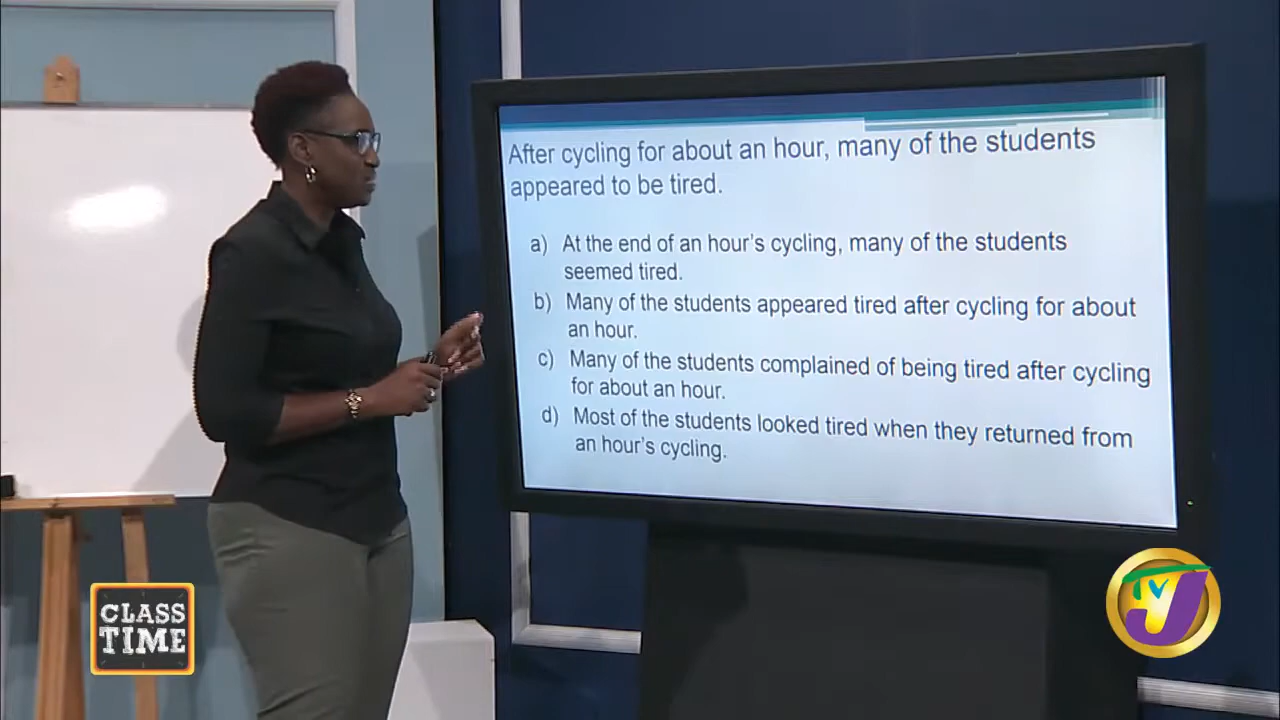 After cycling for about an hour, many of the students
appeared to be tired.
a) At the end of an hour's cycling, many of the students
seemed tired.
b) Many of the students appeared tired after cycling for about
an hour.
c) Many of the students complained of being tired after cycling
for about an hour.
d) Most of the students looked tired when they returned from
an hour's cycling.
CLASS
TIME
TVJ